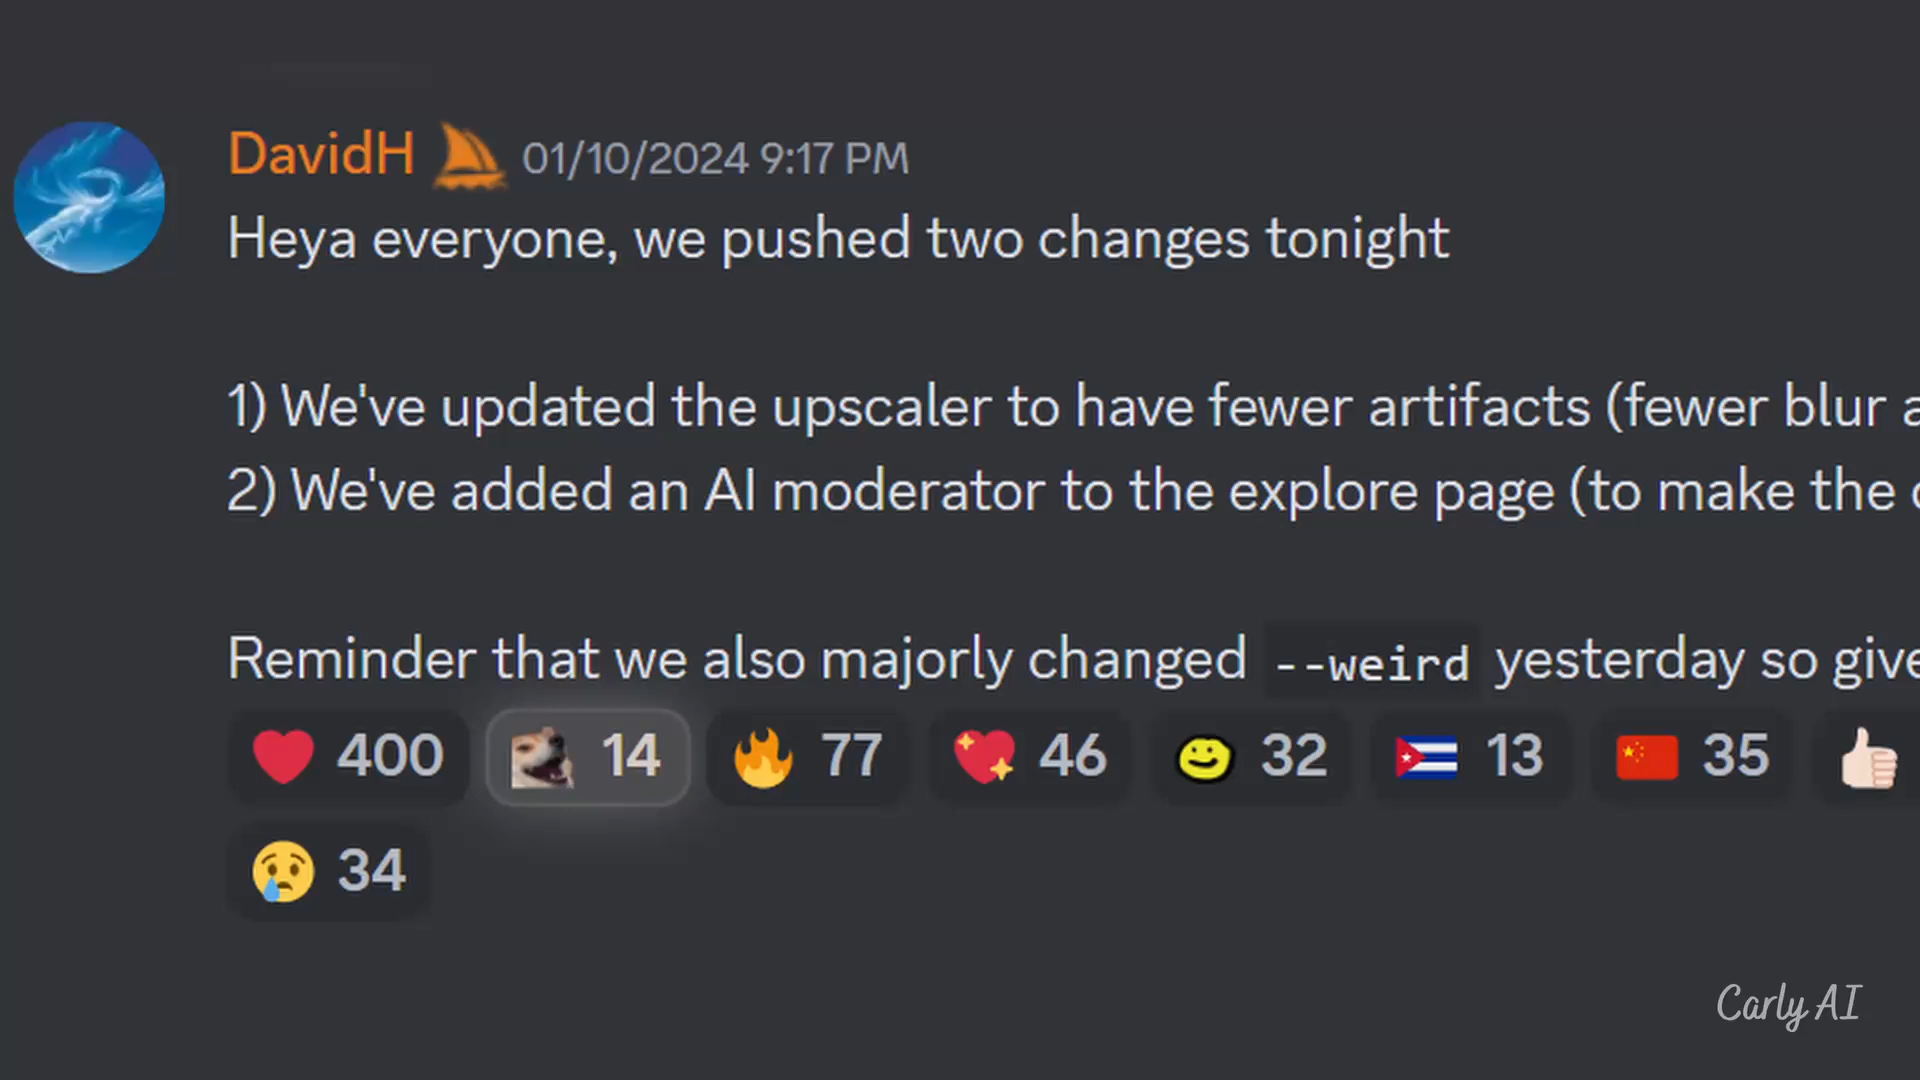 DavidH 01/10/2024 9:17 PM
Heya everyone, we pushed two changes tonight
1) We've updated the upscaler to have fewer artifacts (fewer blur a
2) We've added an AI moderator to the explore page (to make the
Reminder that we also majorly changed --weird yesterday so give
400 14 77 46 32 13 35
34
Carly AI